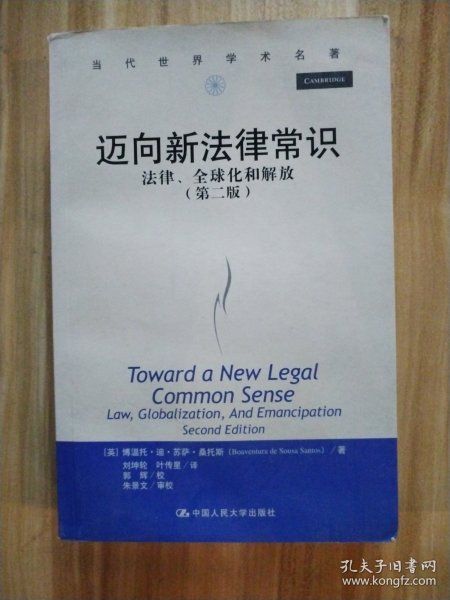 当代世界学术名著
CAMBRIDGE
迈向新法律常识
法律、全球化和解放
（第二版）
Toward a New Legal
Common Sense
Law, Globalization, And Emancipation
Second Edition
［英］博温托·迪·苏萨·桑托斯（Boaventura de Sousa Santos）／著
刘坤轮 叶传星／译
郭辉／校
朱景文／审校
中国人民大学出版社
孔夫子旧书网
www.kongfz.com